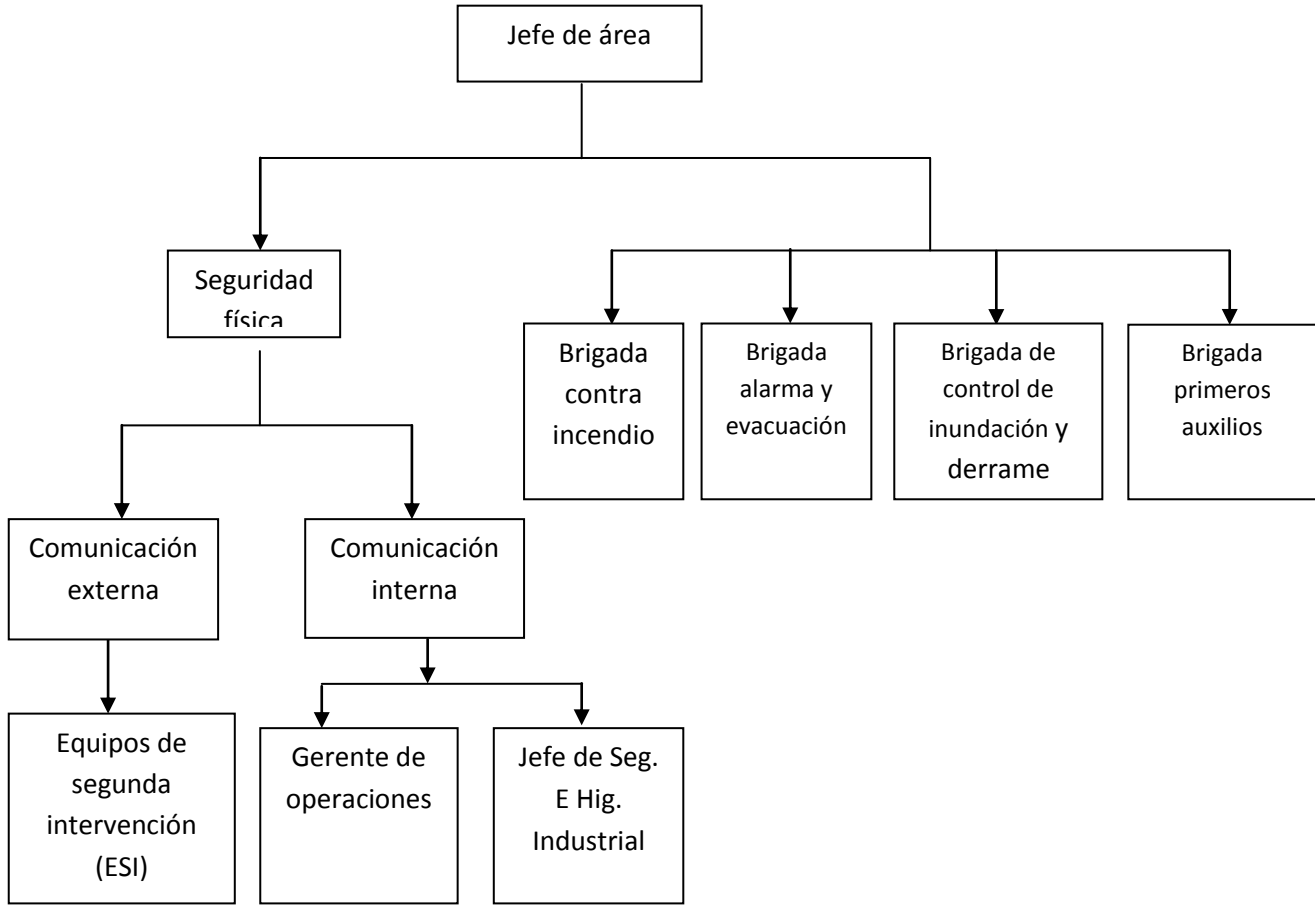 Jefe de área
Seguridad
física
Brigada
contra
incendio
Brigada
alarma y
evacuación
Brigada de
control de
inundación y
derrame
Brigada
primeros
auxilios
Comunicación
externa
Comunicación
interna
Equipos de
segunda
intervención
(ESI)
Gerente de
operaciones
Jefe de Seg.
E Hig.
Industrial